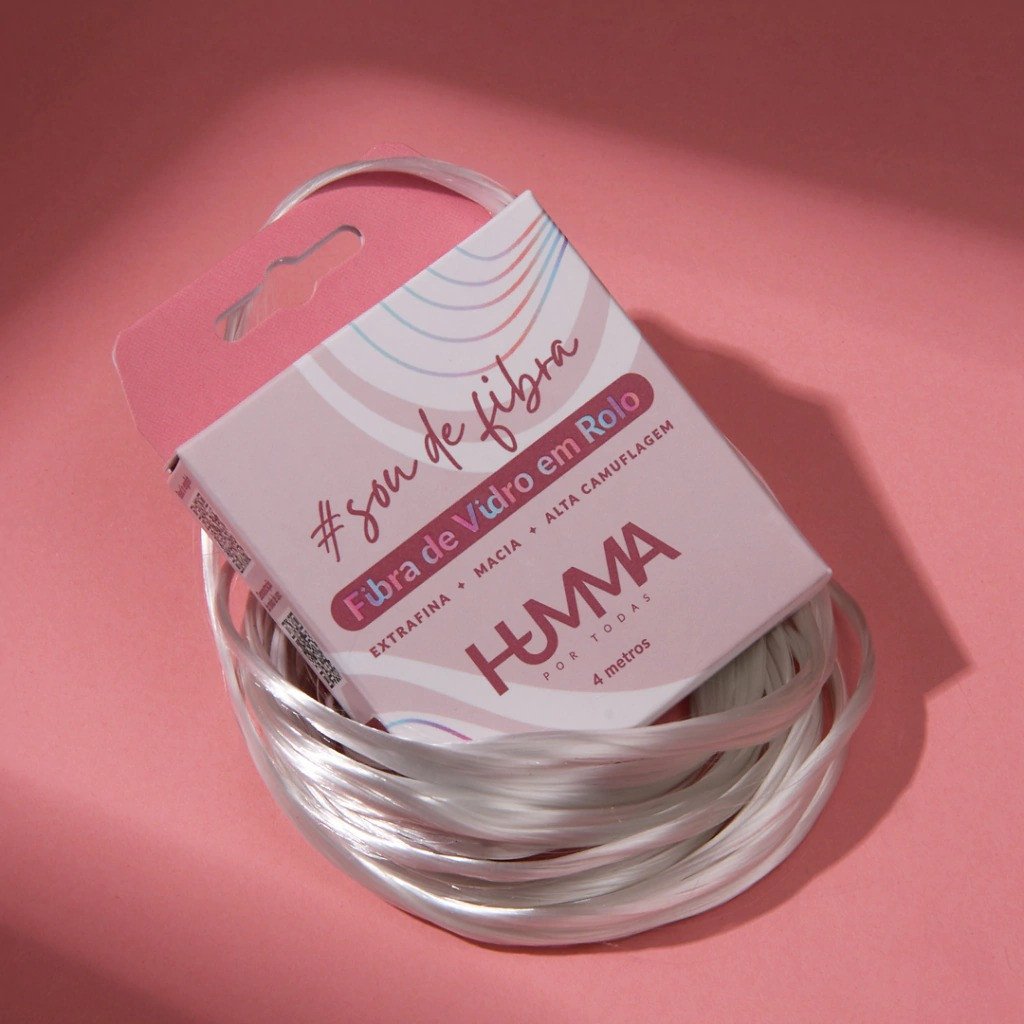 #sou de fibra
Fibra de Vidro em Rolo
EXTRAFINA ✦ MACIA ✦ ALTA CAMUFLAGEM
HUMMA
POR TODAS
4 metros